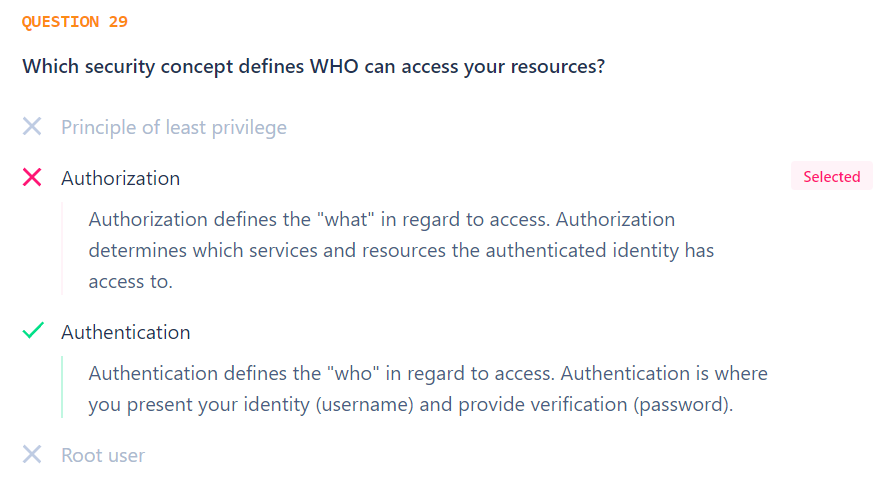 QUESTION 29
Which security concept defines WHO can access your resources?
Principle of least privilege
Authorization
Selected
Authorization defines the "what" in regard to access. Authorization
determines which services and resources the authenticated identity has
access to.
Authentication
Authentication defines the "who" in regard to access. Authentication is where
you present your identity (username) and provide verification (password).
Root user